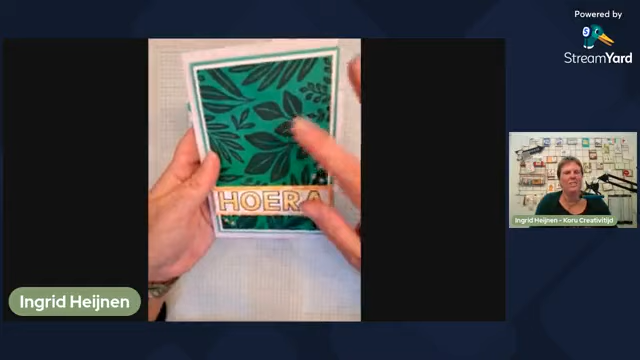 Powered by
StreamYard
HOERA
Ingrid Heijnen - Koru Creativitijd
Ingrid Heijnen